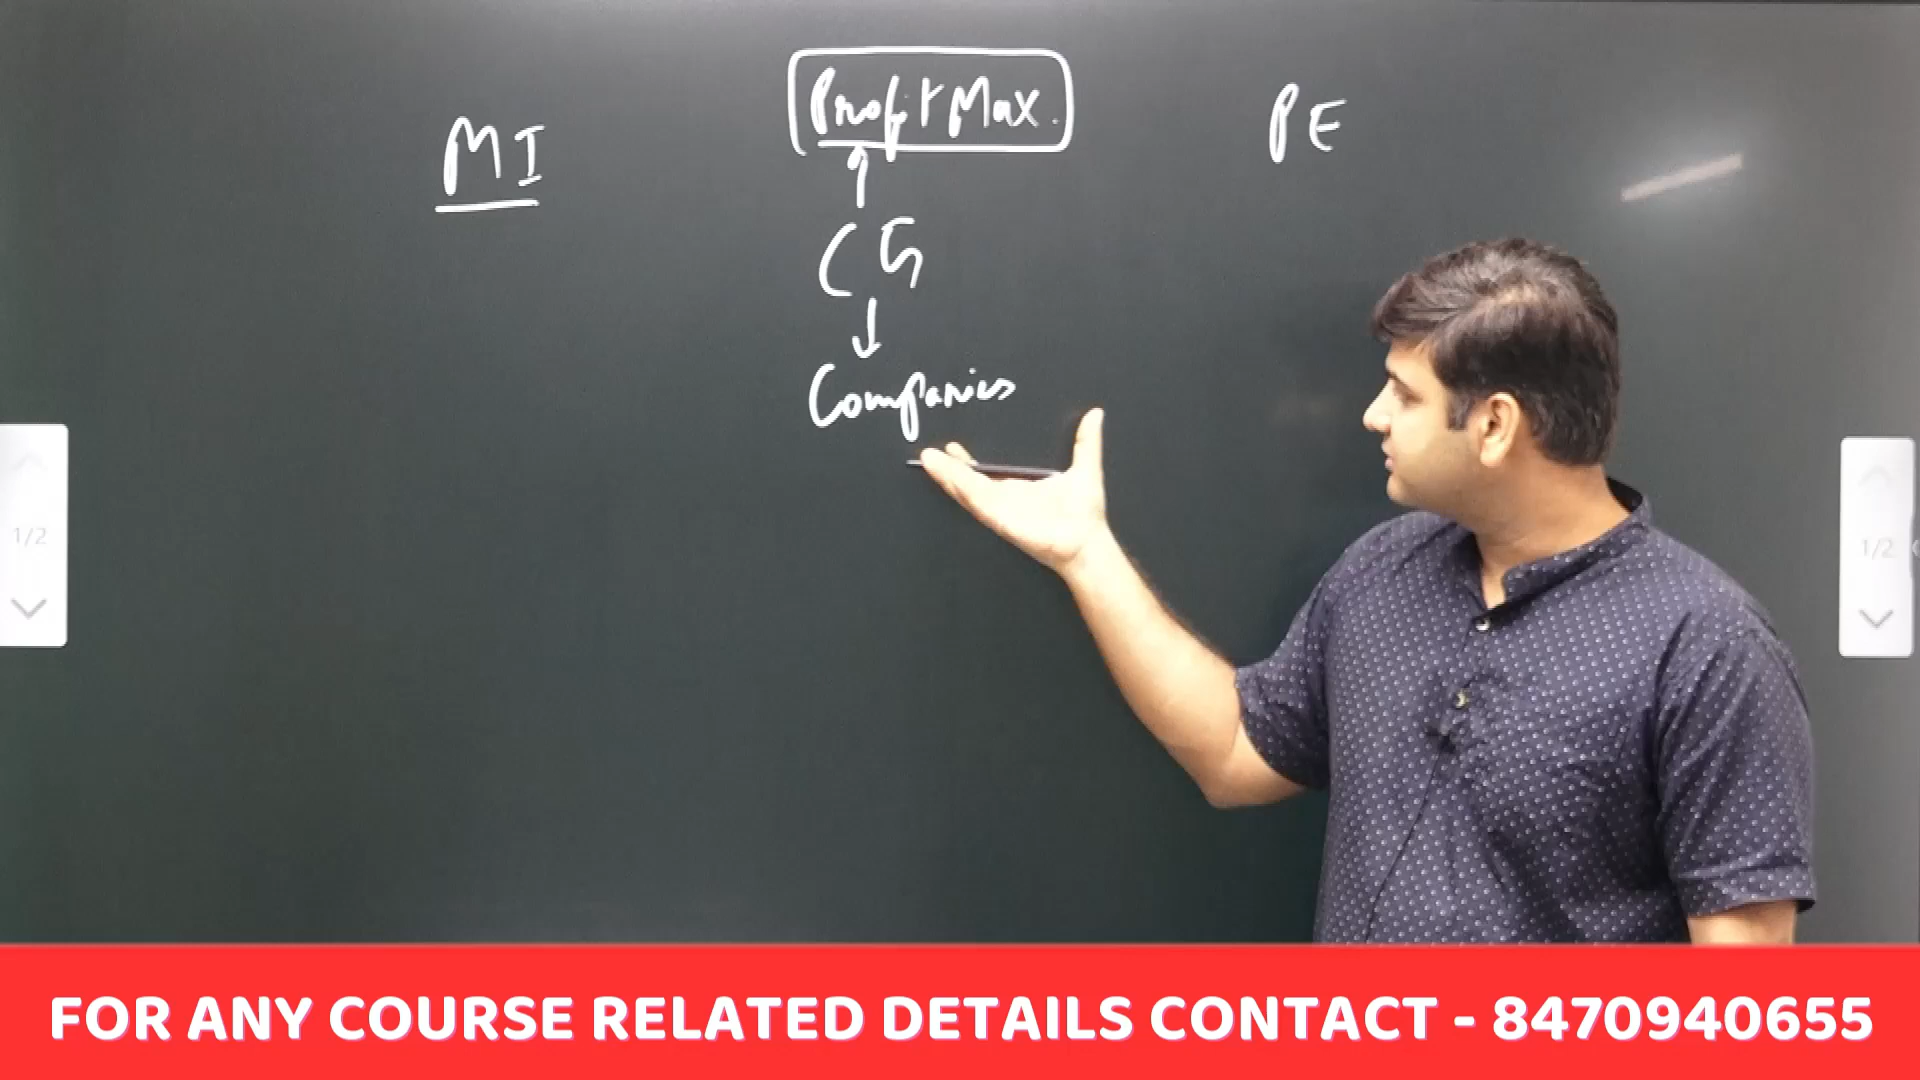 Profit Max.
MI
PE
CG
Companies
1/2
1/2
FOR ANY COURSE RELATED DETAILS CONTACT - 8470940655